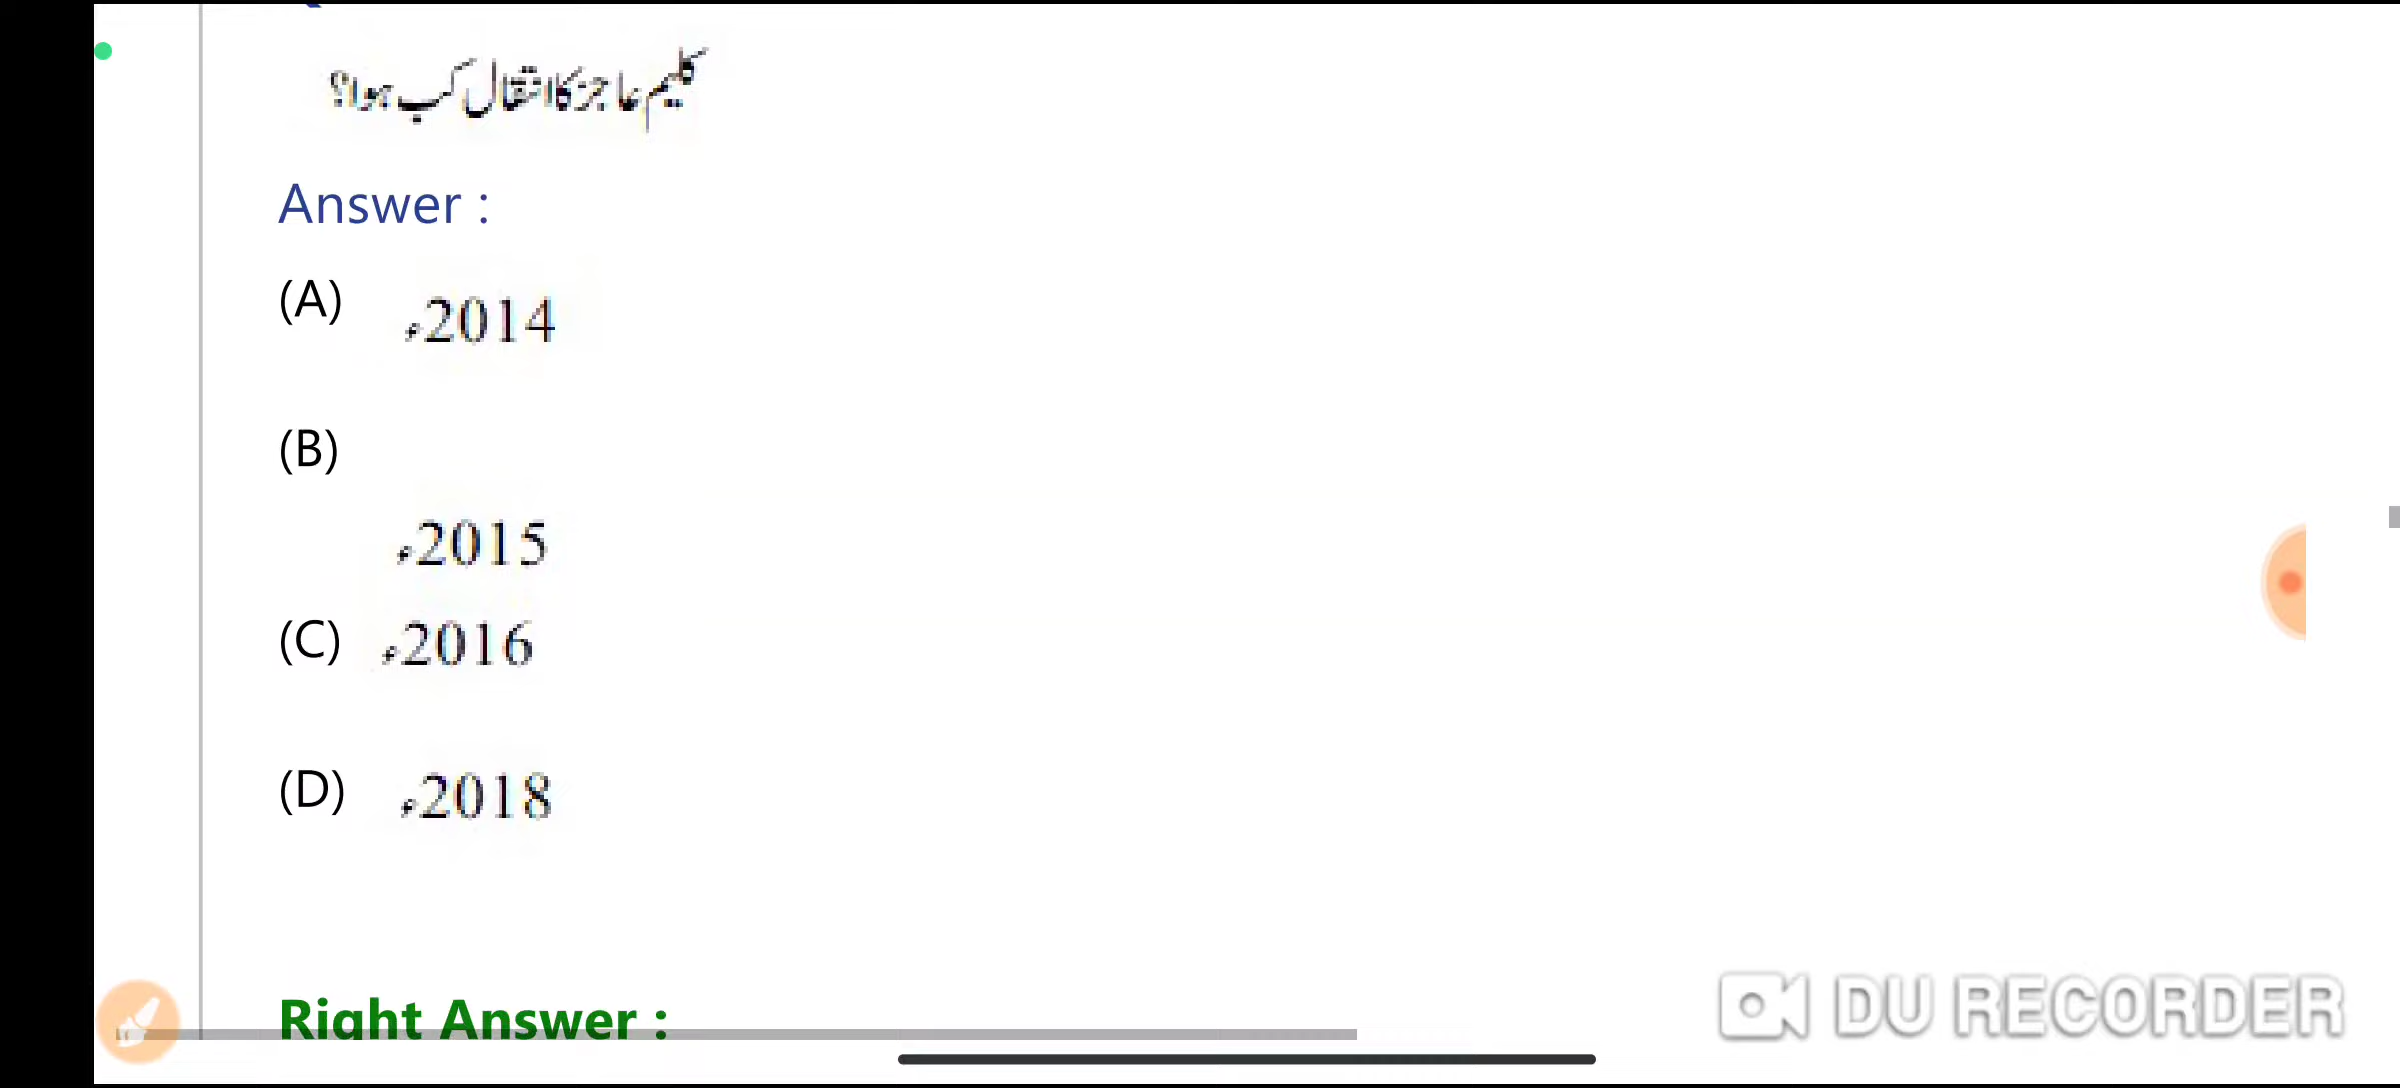 کلیم عاجز کا انتقال کب ہوا؟
Answer :
(A) 2014ء
(B)
2015ء
(C) 2016ء
(D) 2018ء
Right Answer :
DU RECORDER